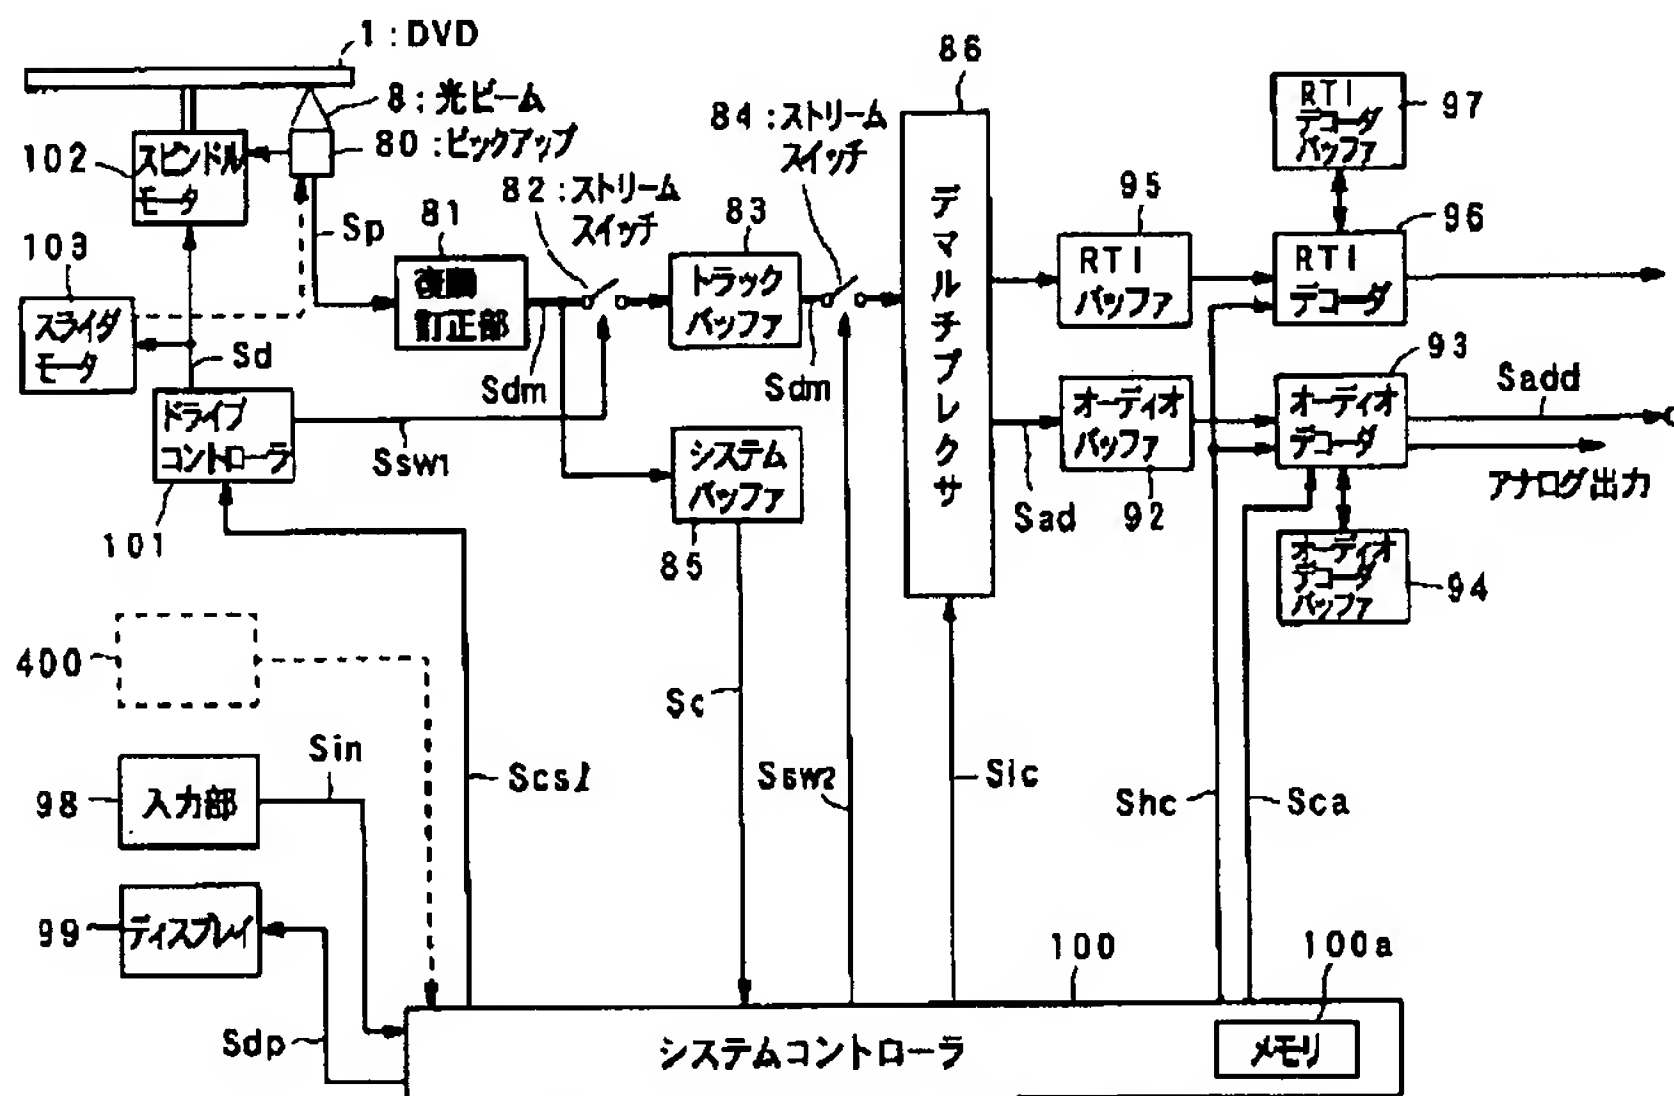 1:DVD
8:光ビーム
80:ピックアップ
102
スピンドル
モータ
103
スライダ
モータ
Sd
Sp
81
復調
訂正部
Sdm
82:ストリーム
スイッチ
83
トラック
バッファ
84:ストリーム
スイッチ
Sdm
86
デマルチプレクサ
95
RTI
バッファ
RTI
デコーダ
バッファ
97
96
RTI
デコーダ
93
オーディオ
デコーダ
Sadd
アナログ出力
オーディオ
バッファ
92
Sad
オーディオ
デコーダ
バッファ
94
ドライブ
コントローラ
101
Ssw1
システム
バッファ
85
400
Sin
98
入力部
99
ディスプレイ
Sdp
Scsl
Sc
Ssw2
Slc
Shc
Sca
100
100a
システムコントローラ
メモリ